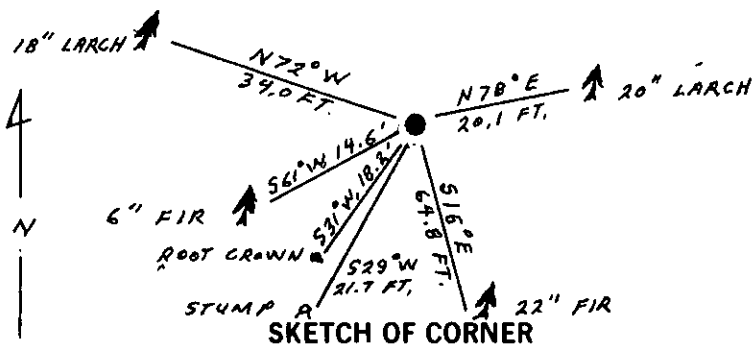 18" LARCH
N72°W
34.0 FT.
N78°E
20.1 FT.
20" LARCH
N
S61°W, 14.6'
6" FIR
S31°W, 18.3'
ROOT CROWN
S29°W
21.7 FT.
STUMP
S16°E
64.8 FT.
22" FIR
SKETCH OF CORNER